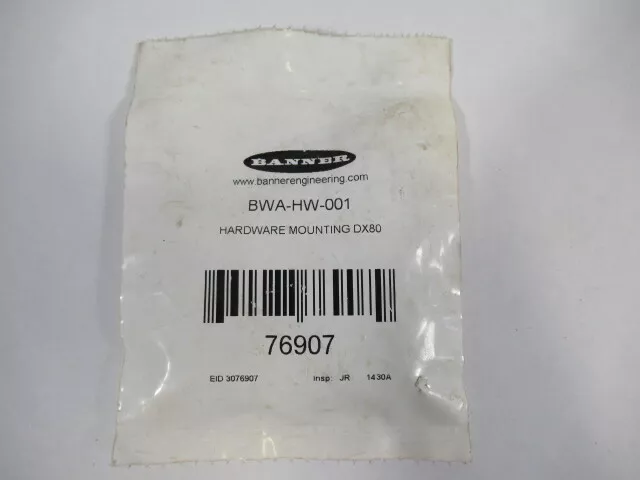 BANNER
www.bannerengineering.com
BWA-HW-001
HARDWARE MOUNTING DX80
76907
EID 3076907 insp: JR 1430A